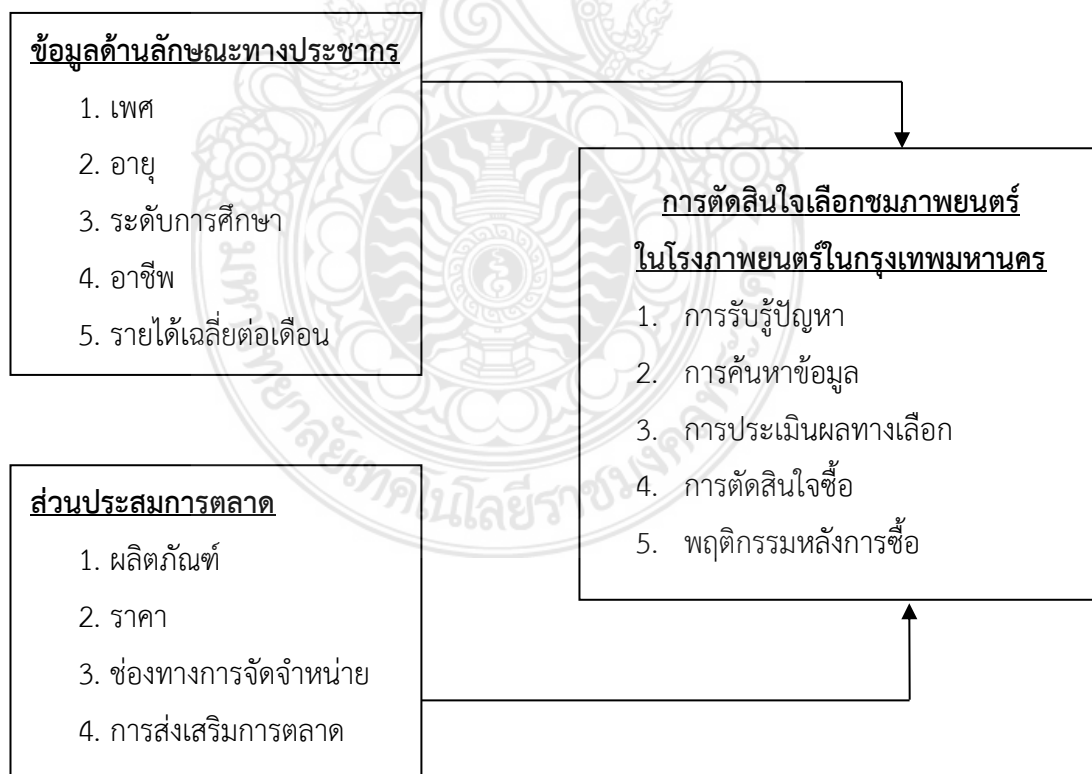 ข้อมูลด้านลักษณะทางประชากร
1. เพศ
2. อายุ
3. ระดับการศึกษา
4. อาชีพ
5. รายได้เฉลี่ยต่อเดือน
ส่วนประสมการตลาด
1. ผลิตภัณฑ์
2. ราคา
3. ช่องทางการจัดจำหน่าย
4. การส่งเสริมการตลาด
การตัดสินใจเลือกชมภาพยนตร์
ในโรงภาพยนตร์ในกรุงเทพมหานคร
1. การรับรู้ปัญหา
2. การค้นหาข้อมูล
3. การประเมินผลทางเลือก
4. การตัดสินใจซื้อ
5. พฤติกรรมหลังการซื้อ